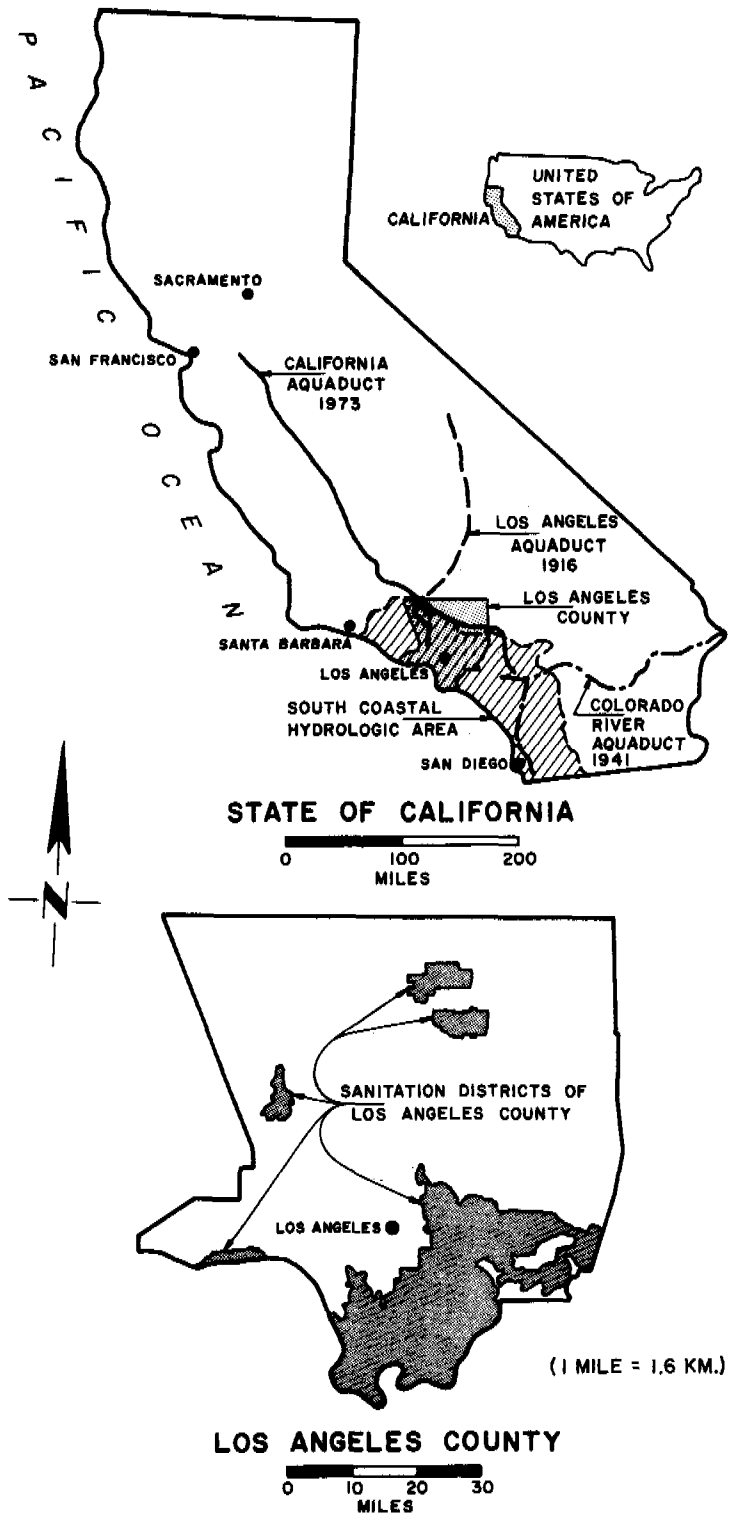 PACIFIC
OCEAN
UNITED
STATES OF
AMERICA
CALIFORNIA
SACRAMENTO
SAN FRANCISCO
CALIFORNIA
AQUADUCT
1973
LOS ANGELES
AQUADUCT
1916
LOS ANGELES
COUNTY
SANTA BARBARA
LOS ANGELES
SOUTH COASTAL
HYDROLOGIC AREA
COLORADO
RIVER
AQUADUCT
1941
SAN DIEGO
STATE OF CALIFORNIA
0 100 200
MILES
N
SANITATION DISTRICTS OF
LOS ANGELES COUNTY
LOS ANGELES
(1 MILE = 1.6 KM.)
LOS ANGELES COUNTY
0 10 20 30
MILES